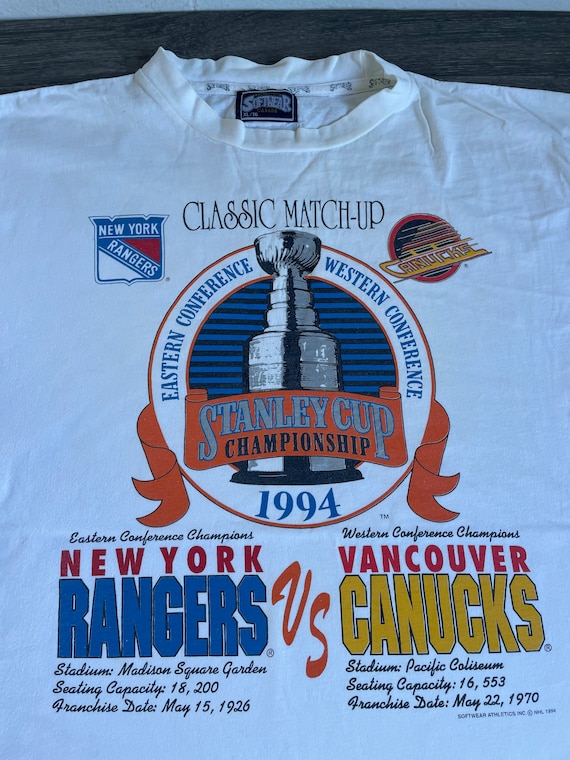 SOFTWEAR
XL/TG
CLASSIC MATCH-UP
NEW YORK
RANGERS
®
CANUCKS
®
EASTERN CONFERENCE
WESTERN CONFERENCE
STANLEY CUP
CHAMPIONSHIP
1994
TM
Eastern Conference Champions
NEW YORK
RANGERS®
Stadium: Madison Square Garden
Seating Capacity: 18, 200
Franchise Date: May 15, 1926
VS
Western Conference Champions
VANCOUVER
CANUCKS®
Stadium: Pacific Coliseum
Seating Capacity: 16, 553
Franchise Date: May 22, 1970
SOFTWEAR ATHLETICS INC. © NHL 1994